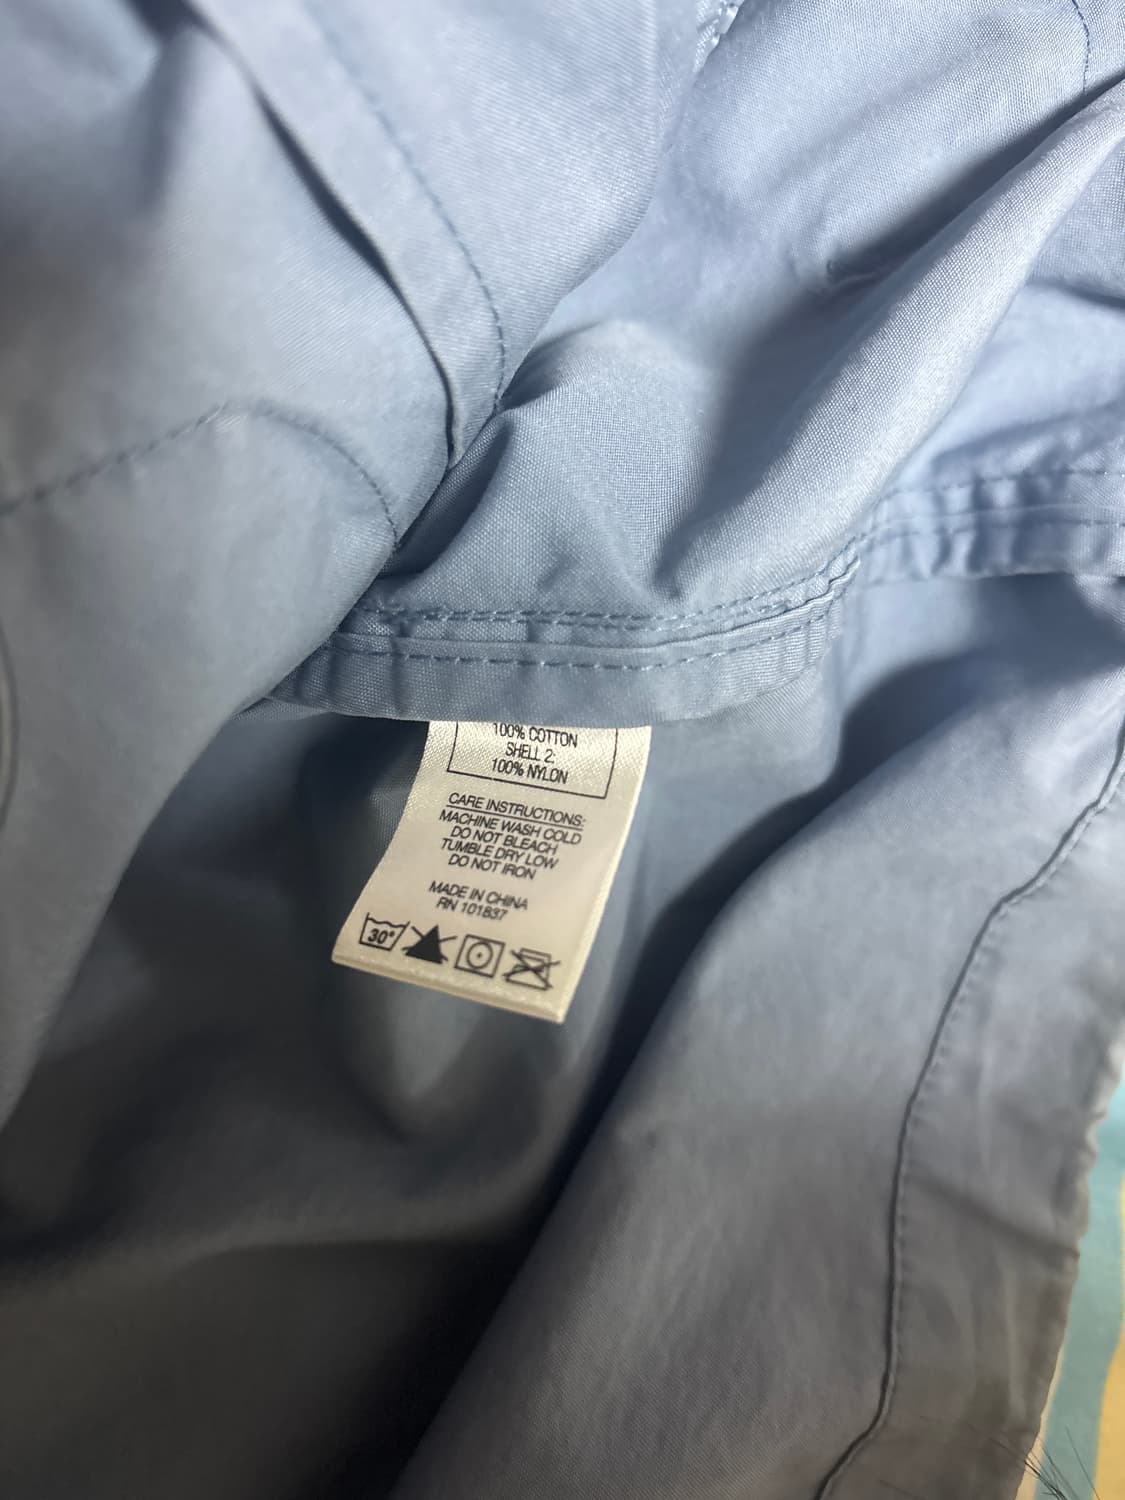 100% COTTON
SHELL 2:
100% NYLON
CARE INSTRUCTIONS:
MACHINE WASH COLD
DO NOT BLEACH
TUMBLE DRY LOW
DO NOT IRON
MADE IN CHINA
RN 101837
30°